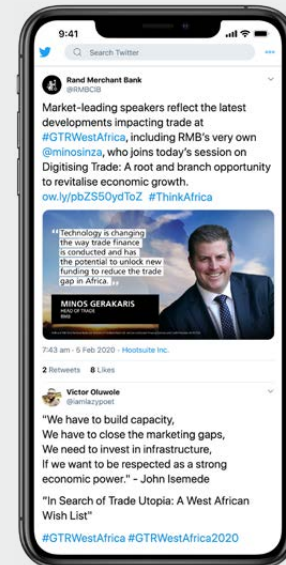 9:41
Search Twitter
Rand Merchant Bank
@RMBCIB
Market-leading speakers reflect the latest
developments impacting trade at
#GTRWestAfrica, including RMB's very own
@minosinza, who joins today's session on
Digitising Trade: A root and branch opportunity
to revitalise economic growth.
ow.ly/pbZS50ydToZ #ThinkAfrica
"Technology is changing
the way trade finance
is conducted and has
the potential to unlock new
funding to reduce the trade
gap in Africa."
MINOS GERAKARIS
HEAD OF TRADE
RMB
7:43 am · 5 Feb 2020 · Hootsuite Inc.
2 Retweets 8 Likes
Victor Oluwole
@iamlazypoet
"We have to build capacity,
We have to close the marketing gaps,
We need to invest in infrastructure,
If we want to be respected as a strong
economic power." - John Isemede
"In Search of Trade Utopia: A West African
Wish List"
#GTRWestAfrica #GTRWestAfrica2020